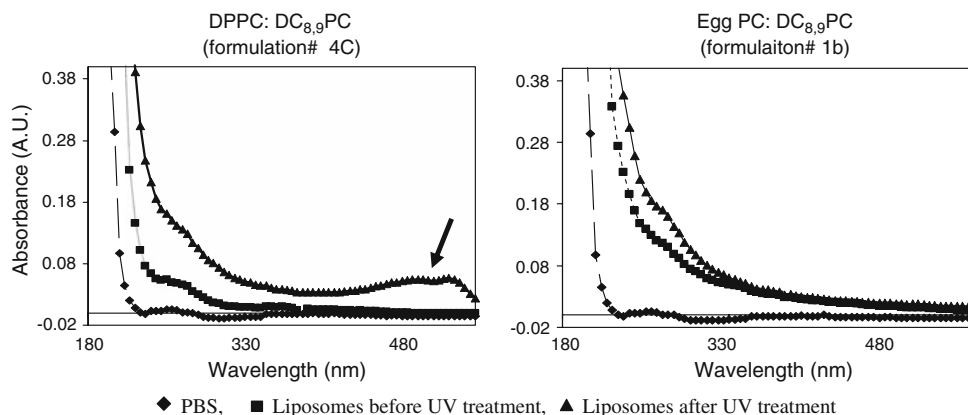 DPPC: DC8,9PC
(formulation# 4C)
Absorbance (A.U.)
0.38
0.28
0.18
0.08
-0.02
180 330 480
Wavelength (nm)
Egg PC: DC8,9PC
(formulaiton# 1b)
0.38
0.28
0.18
0.08
-0.02
180 330 480
Wavelength (nm)
PBS, Liposomes before UV treatment, Liposomes after UV treatment